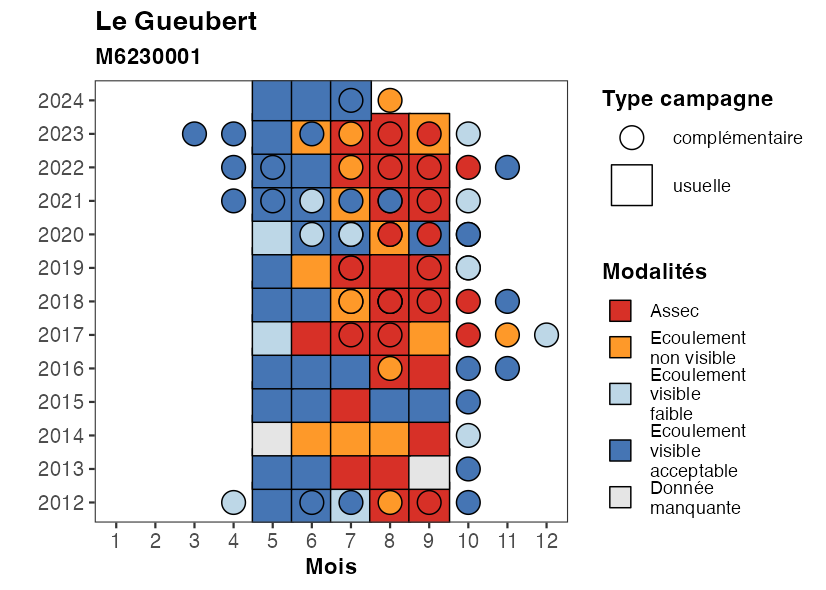 Le Gueubert
M6230001
2024
2023
2022
2021
2020
2019
2018
2017
2016
2015
2014
2013
2012
1 2 3 4 5 6 7 8 9 10 11 12
Mois
Type campagne
complémentaire
usuelle
Modalités
Assec
Ecoulement
non visible
Ecoulement
visible
faible
Ecoulement
visible
acceptable
Donnée
manquante